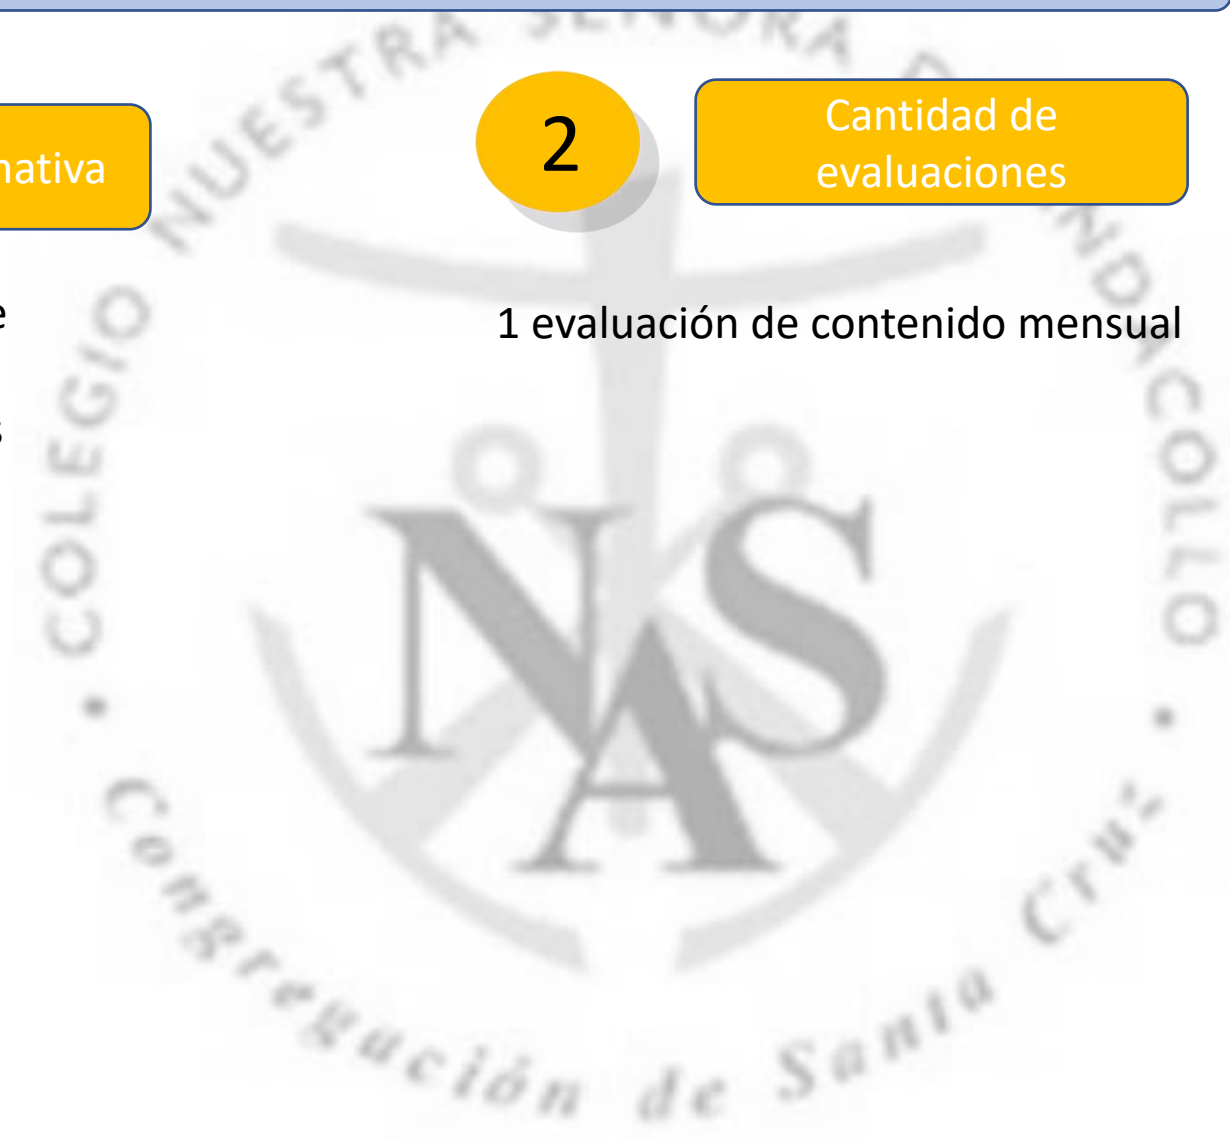 COLEGIO NUESTRA SEÑORA DE ANDACOLLO
2
Cantidad de
evaluaciones
1 evaluación de contenido mensual
NAS
Congregación de Santa Cruz